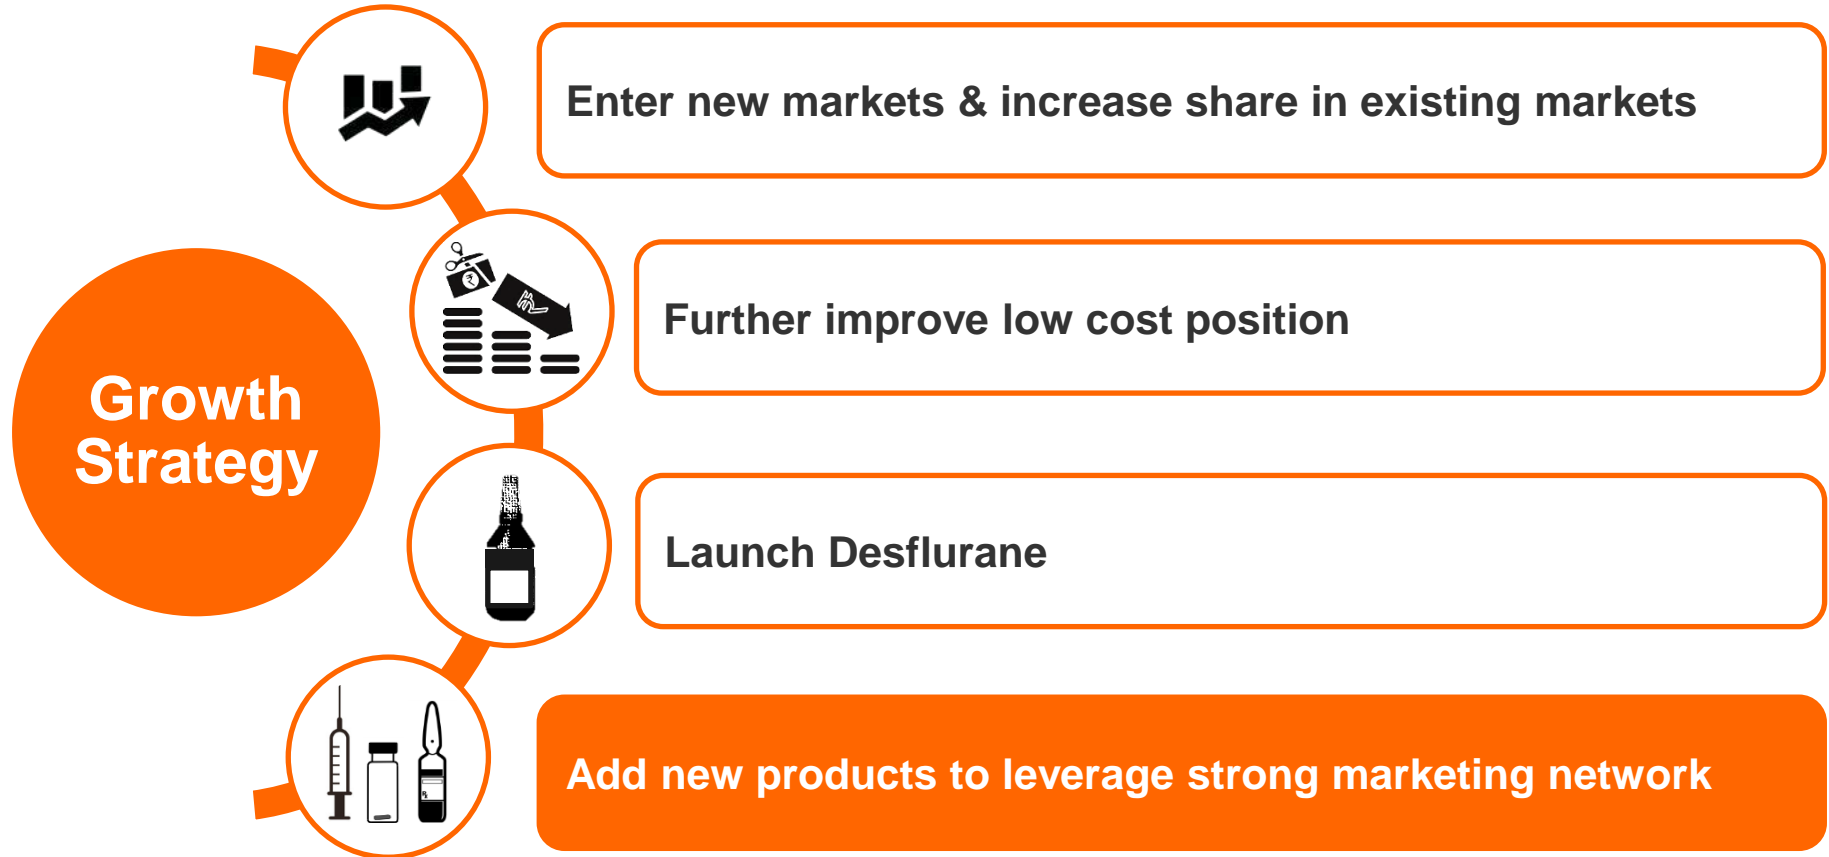 Growth
Strategy
Enter new markets & increase share in existing markets
Further improve low cost position
Launch Desflurane
Add new products to leverage strong marketing network